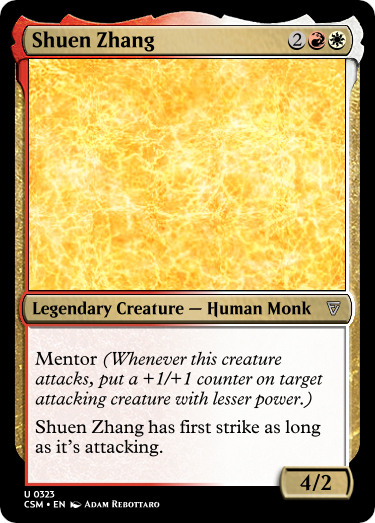 Shuen Zhang 2
Legendary Creature — Human Monk
Mentor (Whenever this creature
attacks, put a +1/+1 counter on target
attacking creature with lesser power.)
Shuen Zhang has first strike as long
as it's attacking.
4/2
U 0323
CSM • EN Adam Rebottaro